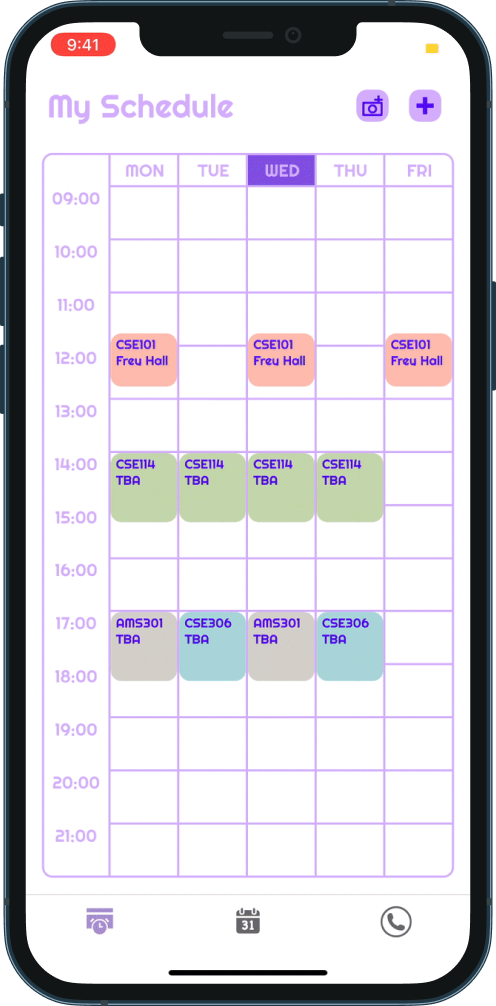 9:41
My Schedule
MON TUE WED THU FRI
09:00
10:00
11:00
CSE101 CSE101 CSE101
Frey Hall Frey Hall Frey Hall
12:00
13:00
14:00
CSE114 CSE114 CSE114 CSE114
TBA TBA TBA TBA
15:00
16:00
17:00
AMS301 CSE306 AMS301 CSE306
TBA TBA TBA TBA
18:00
19:00
20:00
21:00
31